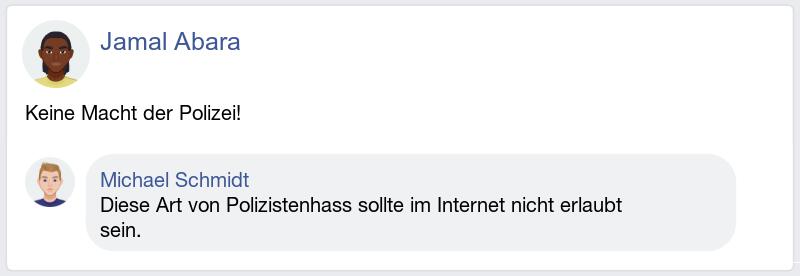 Jamal Abara
Keine Macht der Polizei!
Michael Schmidt
Diese Art von Polizistenhass sollte im Internet nicht erlaubt
sein.